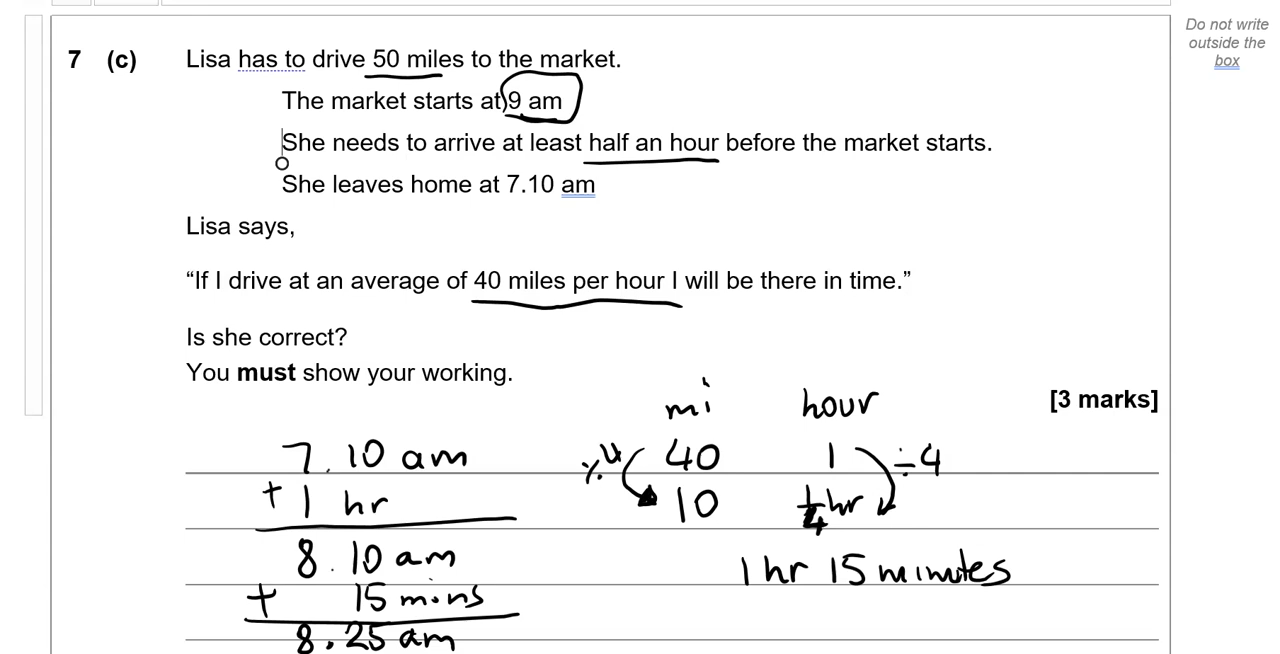 Do not write
outside the
box
7 (c) Lisa has to drive 50 miles to the market.
The market starts at 9 am
She needs to arrive at least half an hour before the market starts.
She leaves home at 7.10 am
Lisa says,
“If I drive at an average of 40 miles per hour I will be there in time.”
Is she correct?
You must show your working.
[3 marks]
mi hour
7.10 am ÷4 40 1 ÷4
+ 1 hr 10 1/4 hr
8.10 am 1 hr 15 minutes
+ 15 mins
8.25 am